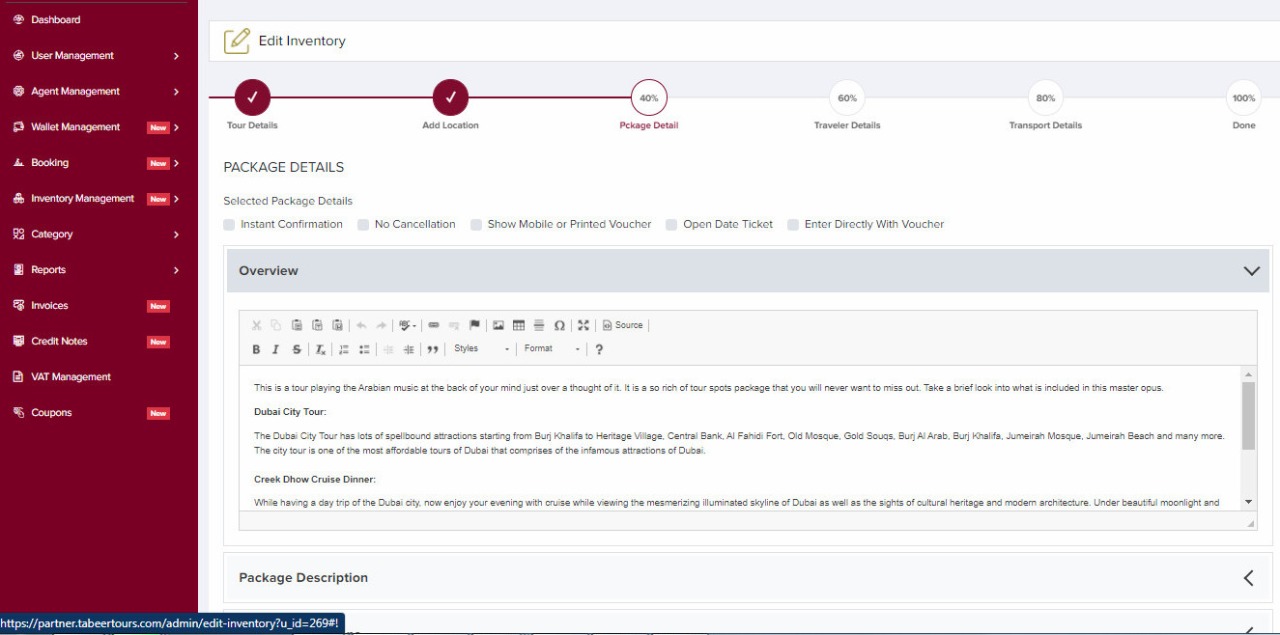 Dashboard
User Management
Agent Management
Wallet Management New
Booking New
Inventory Management New
Category
Reports
Invoices New
Credit Notes New
VAT Management
Coupons New
Edit Inventory
40% 60% 80% 100%
Tour Details Add Location Pckage Detail Traveler Details Transport Details Done
PACKAGE DETAILS
Selected Package Details
Instant Confirmation No Cancellation Show Mobile or Printed Voucher Open Date Ticket Enter Directly With Voucher
Overview
Source
B I S Styles Format ?
This is a tour playing the Arabian music at the back of your mind just over a thought of it. It is a so rich of tour spots package that you will never want to miss out. Take a brief look into what is included in this master opus.
Dubai City Tour:
The Dubai City Tour has lots of spellbound attractions starting from Burj Khalifa to Heritage Village, Central Bank, Al Fahidi Fort, Old Mosque, Gold Souqs, Burj Al Arab, Burj Khalifa, Jumeirah Mosque, Jumeirah Beach and many more.
The city tour is one of the most affordable tours of Dubai that comprises of the infamous attractions of Dubai.
Creek Dhow Cruise Dinner:
While having a day trip of the Dubai city, now enjoy your evening with cruise while viewing the mesmerizing illuminated skyline of Dubai as well as the sights of cultural heritage and modern architecture. Under beautiful moonlight and
Package Description
https://partner.tabeertours.com/admin/edit-inventory?u_id=269#!